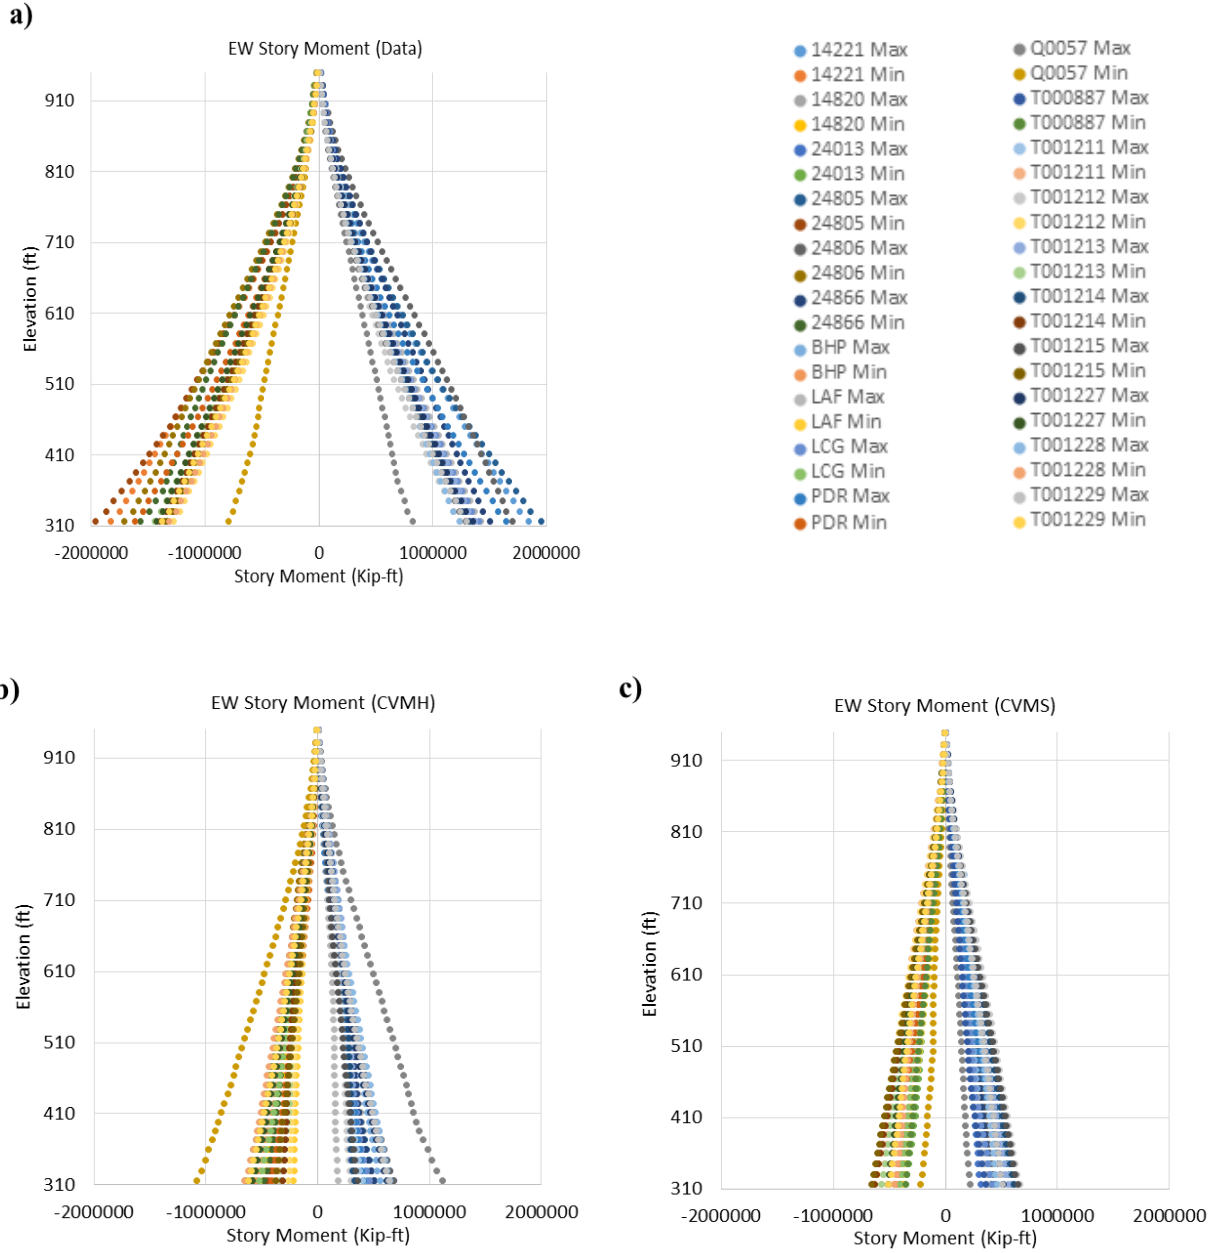 a)
EW Story Moment (Data)
910
810
710
610
510
410
310
Elevation (ft)
-2000000 -1000000 0 1000000 2000000
Story Moment (Kip-ft)
14221 Max
14221 Min
14820 Max
14820 Min
24013 Max
24013 Min
24805 Max
24805 Min
24806 Max
24806 Min
24866 Max
24866 Min
BHP Max
BHP Min
LAF Max
LAF Min
LCG Max
LCG Min
PDR Max
PDR Min
Q0057 Max
Q0057 Min
T000887 Max
T000887 Min
T001211 Max
T001211 Min
T001212 Max
T001212 Min
T001213 Max
T001213 Min
T001214 Max
T001214 Min
T001215 Max
T001215 Min
T001227 Max
T001227 Min
T001228 Max
T001228 Min
T001229 Max
T001229 Min
b)
EW Story Moment (CVMH)
910
810
710
610
510
410
310
Elevation (ft)
-2000000 -1000000 0 1000000 2000000
Story Moment (Kip-ft)
c)
EW Story Moment (CVMS)
910
810
710
610
510
410
310
Elevation (ft)
-2000000 -1000000 0 1000000 2000000
Story Moment (Kip-ft)